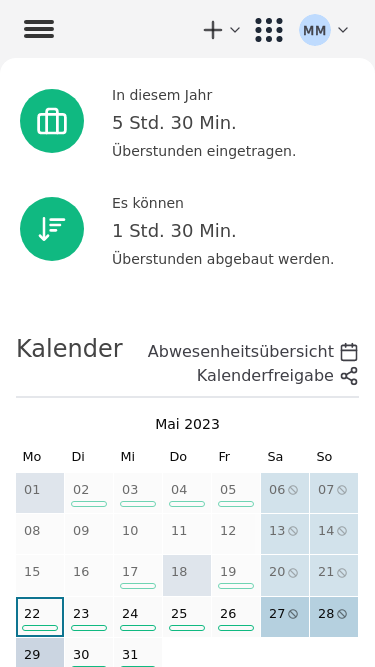 MM
In diesem Jahr
5 Std. 30 Min.
Überstunden eingetragen.
Es können
1 Std. 30 Min.
Überstunden abgebaut werden.
Kalender
Abwesenheitsübersicht
Kalenderfreigabe
Mai 2023
Mo Di Mi Do Fr Sa So
01 02 03 04 05 06 07
08 09 10 11 12 13 14
15 16 17 18 19 20 21
22 23 24 25 26 27 28
29 30 31